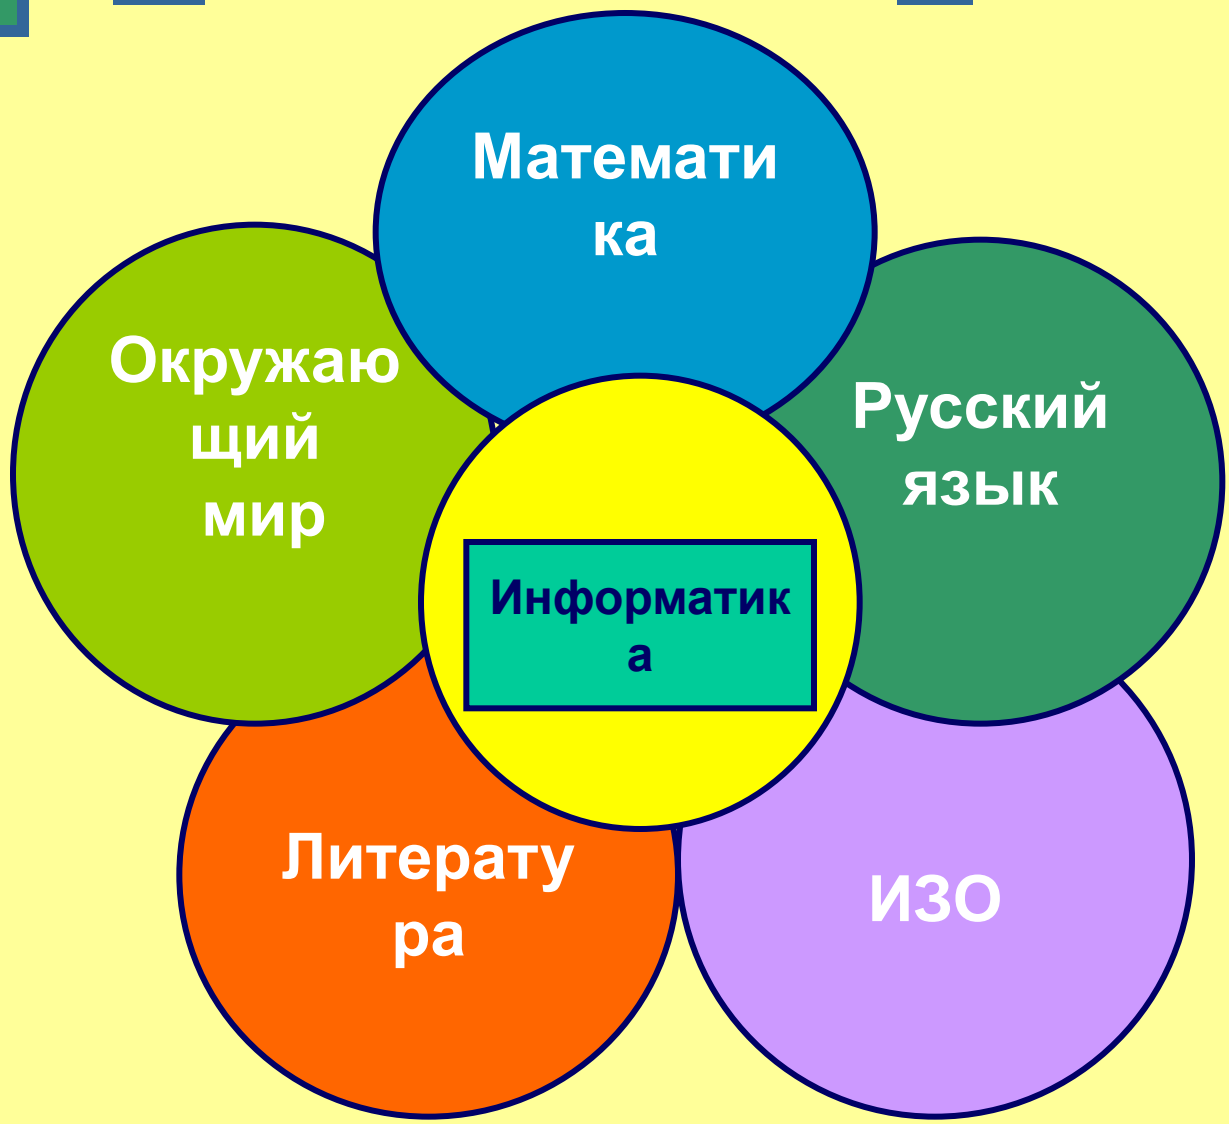 Математи
ка
Окружаю
щий
мир
Русский
язык
Информатик
а
Литерату
ра
ИЗО